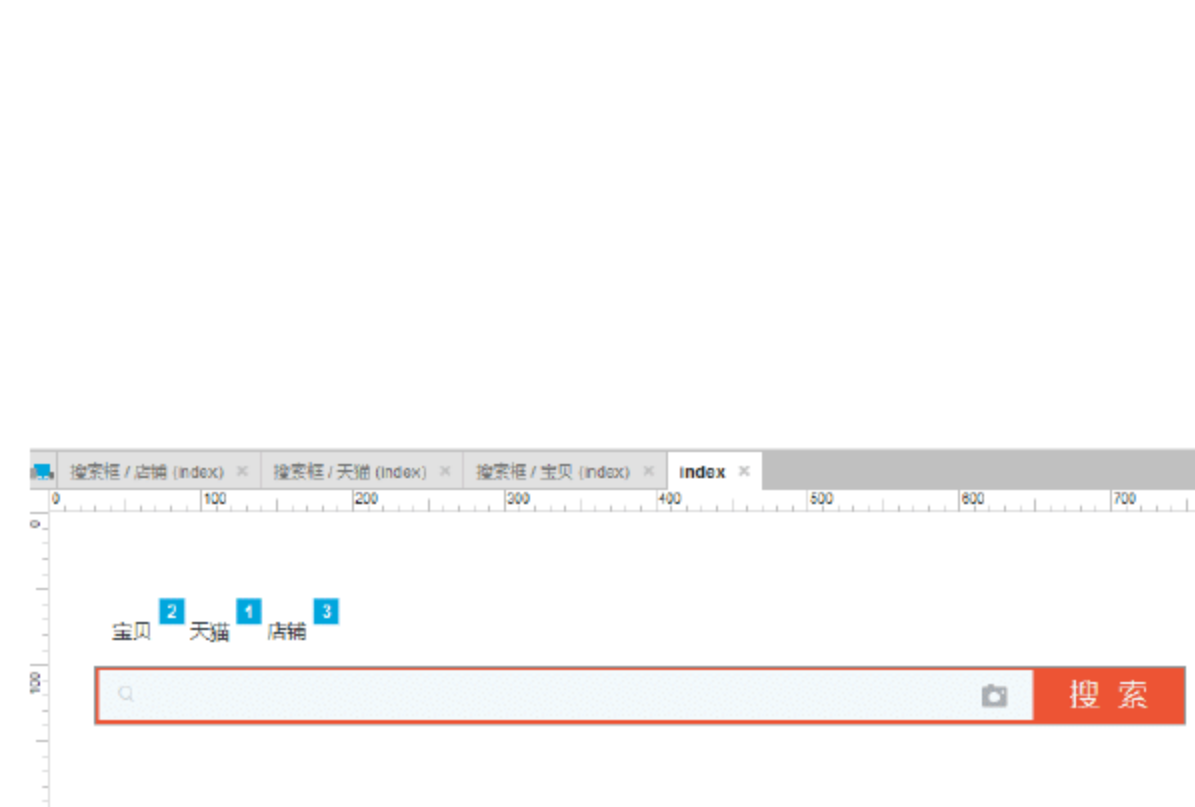 搜索框 / 店铺 (index) 搜索框 / 天猫 (index) 搜索框 / 宝贝 (index) index
0 100 200 300 400 500 600 700
0
2 1 3
宝贝 天猫 店铺
100
搜 索